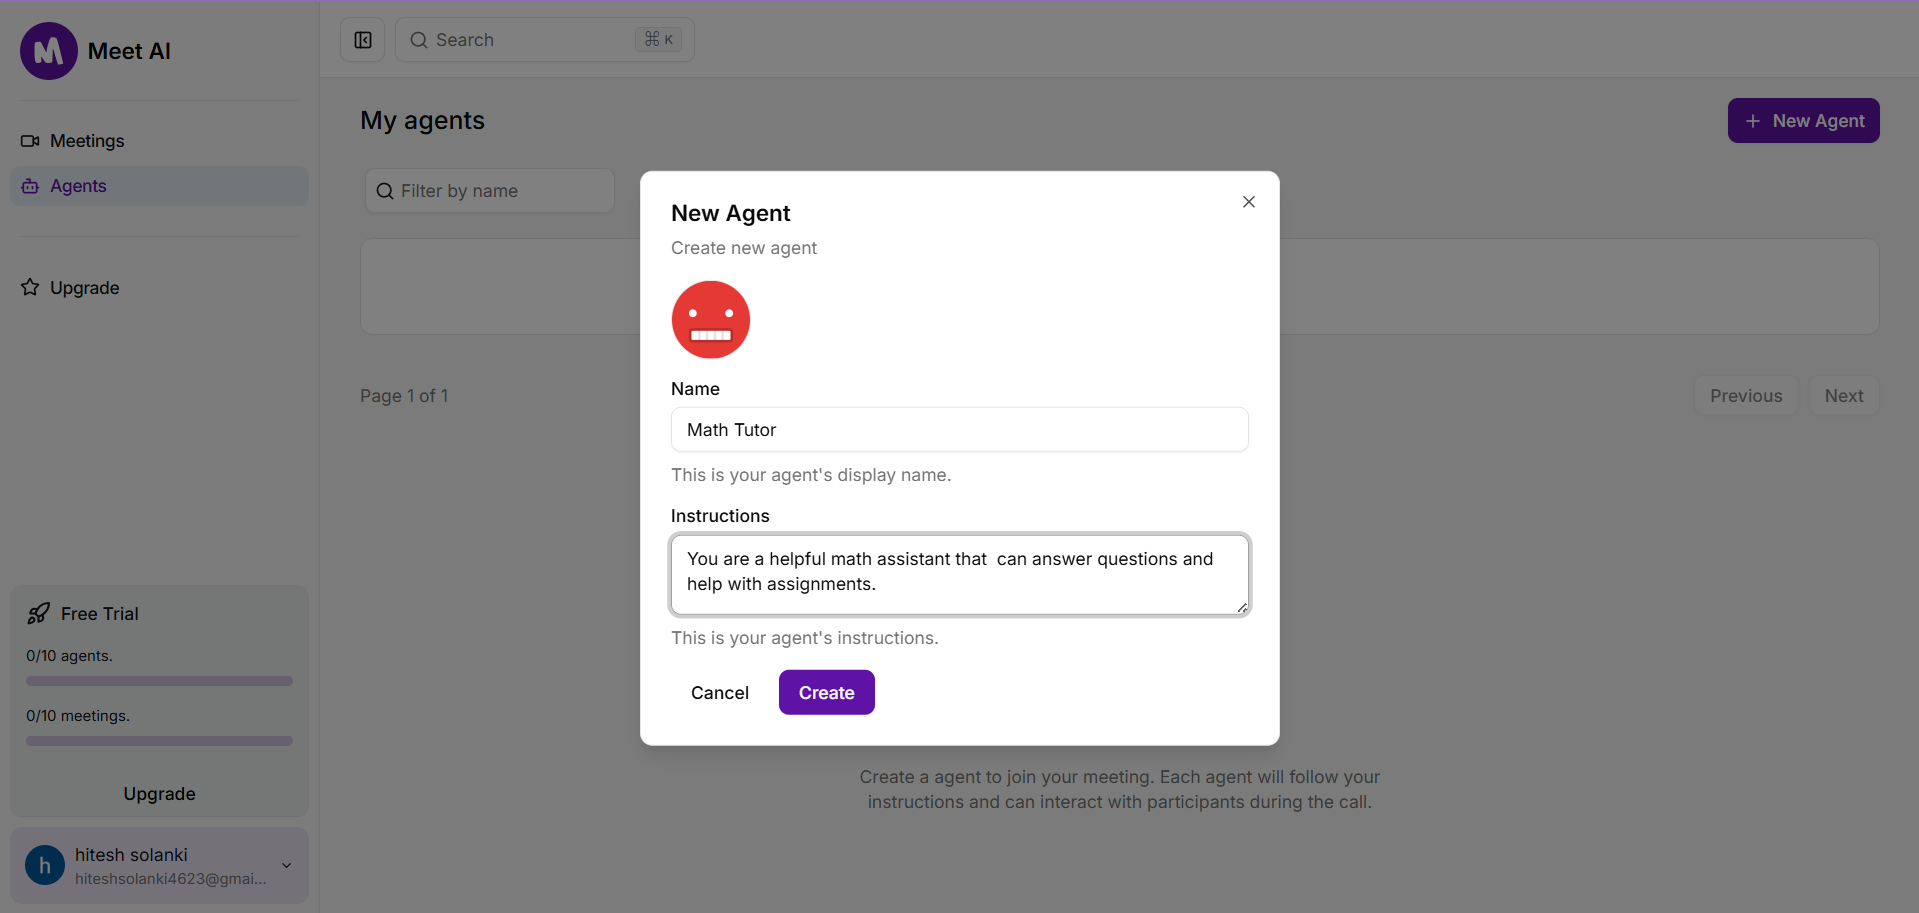 Meet AI
Meetings
Agents
Upgrade
Free Trial
0/10 agents.
0/10 meetings.
Upgrade
h
hitesh solanki
hiteshsolanki4623@gmai...
Search
⌘ K
My agents
+ New Agent
Filter by name
New Agent
Create new agent
Name
Math Tutor
This is your agent's display name.
Instructions
You are a helpful math assistant that  can answer questions and
help with assignments.
This is your agent's instructions.
Cancel
Create
Page 1 of 1
Previous
Next
Create a agent to join your meeting. Each agent will follow your
instructions and can interact with participants during the call.